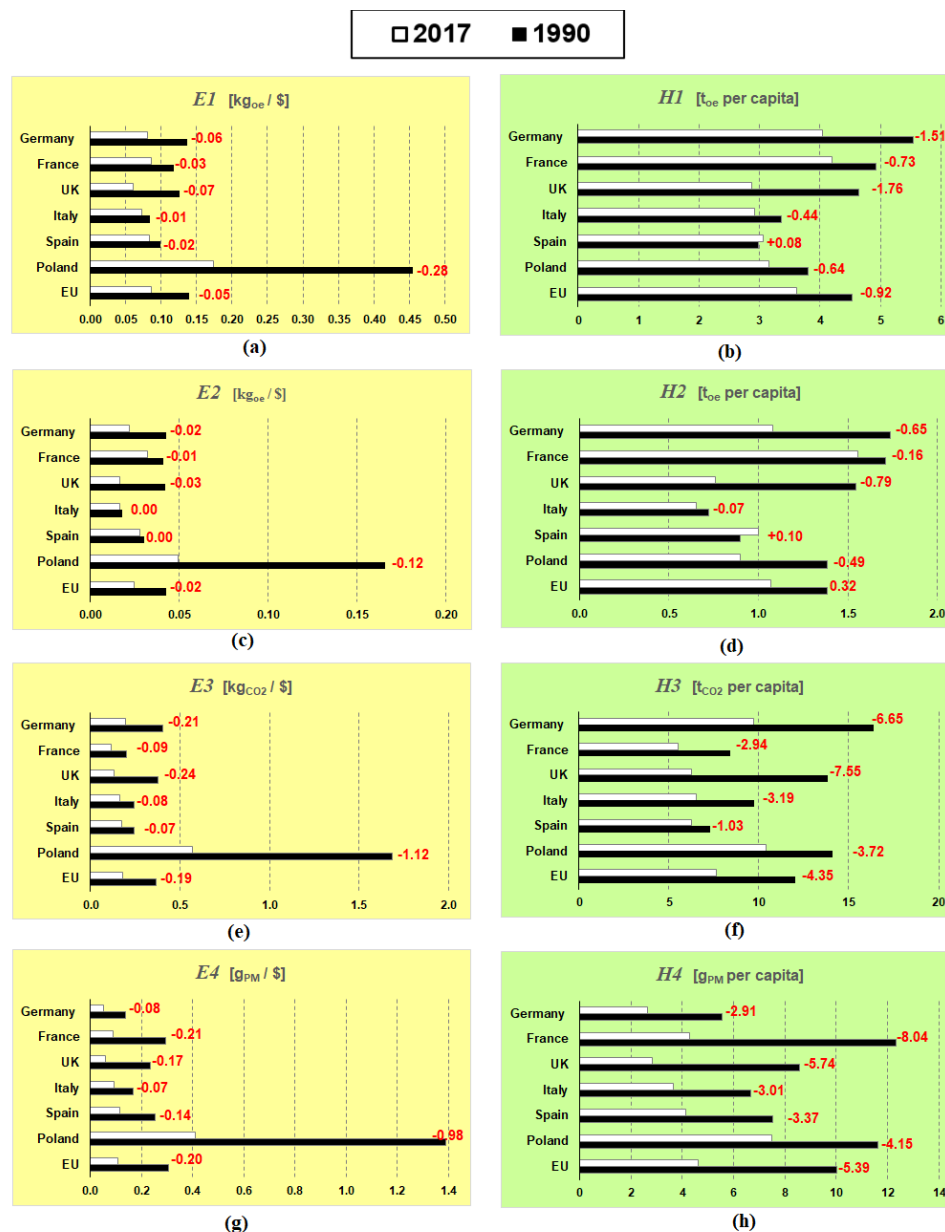 2017 1990
E1 [kgoe / $]
Germany -0.06
France -0.03
UK -0.07
Italy -0.01
Spain -0.02
Poland -0.28
EU -0.05
0.00 0.05 0.10 0.15 0.20 0.25 0.30 0.35 0.40 0.45 0.50
(a)
H1 [toe per capita]
Germany -1.51
France -0.73
UK -1.76
Italy -0.44
Spain +0.08
Poland -0.64
EU -0.92
0 1 2 3 4 5 6
(b)
E2 [kgoe / $]
Germany -0.02
France -0.01
UK -0.03
Italy 0.00
Spain 0.00
Poland -0.12
EU -0.02
0.00 0.05 0.10 0.15 0.20
(c)
H2 [toe per capita]
Germany -0.65
France -0.16
UK -0.79
Italy -0.07
Spain +0.10
Poland -0.49
EU 0.32
0.0 0.5 1.0 1.5 2.0
(d)
E3 [kgCO2 / $]
Germany -0.21
France -0.09
UK -0.24
Italy -0.08
Spain -0.07
Poland -1.12
EU -0.19
0.0 0.5 1.0 1.5 2.0
(e)
H3 [tCO2 per capita]
Germany -6.65
France -2.94
UK -7.55
Italy -3.19
Spain -1.03
Poland -3.72
EU -4.35
0 5 10 15 20
(f)
E4 [gPM / $]
Germany -0.08
France -0.21
UK -0.17
Italy -0.07
Spain -0.14
Poland -0.98
EU -0.20
0.0 0.2 0.4 0.6 0.8 1.0 1.2 1.4
(g)
H4 [gPM per capita]
Germany -2.91
France -8.04
UK -5.74
Italy -3.01
Spain -3.37
Poland -4.15
EU -5.39
0 2 4 6 8 10 12 14
(h)